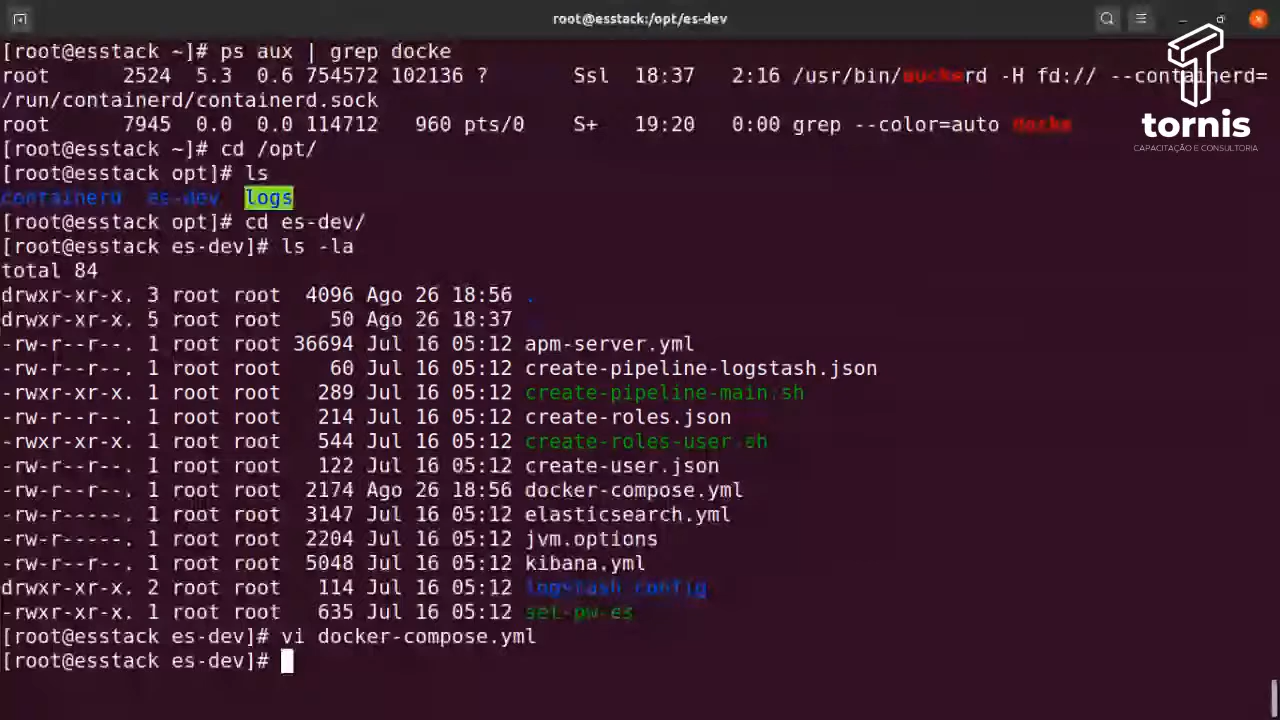 root@esstack:/opt/es-dev
[root@esstack ~]# ps aux | grep docke
root      2524  5.3  0.6 754572 102136 ?       Ssl  18:37   2:16 /usr/bin/dockerd -H fd:// --containerd=
/run/containerd/containerd.sock
root      7945  0.0  0.0 114712   960 pts/0    S+   19:20   0:00 grep --color=auto docke
[root@esstack ~]# cd /opt/
[root@esstack opt]# ls
containerd  es-dev  logs
[root@esstack opt]# cd es-dev/
[root@esstack es-dev]# ls -la
total 84
drwxr-xr-x. 3 root root  4096 Ago 26 18:56 .
drwxr-xr-x. 5 root root    50 Ago 26 18:37
-rw-r--r--. 1 root root 36694 Jul 16 05:12 apm-server.yml
-rw-r--r--. 1 root root    60 Jul 16 05:12 create-pipeline-logstash.json
-rwxr-xr-x. 1 root root   289 Jul 16 05:12 create-pipeline-main.sh
-rw-r--r--. 1 root root   214 Jul 16 05:12 create-roles.json
-rwxr-xr-x. 1 root root   544 Jul 16 05:12 create-roles-user.sh
-rw-r--r--. 1 root root   122 Jul 16 05:12 create-user.json
-rw-r--r--. 1 root root  2174 Ago 26 18:56 docker-compose.yml
-rw-r-----. 1 root root  3147 Jul 16 05:12 elasticsearch.yml
-rw-r-----. 1 root root  2204 Jul 16 05:12 jvm.options
-rw-r--r--. 1 root root  5048 Jul 16 05:12 kibana.yml
drwxr-xr-x. 2 root root   114 Jul 16 05:12 logstash_config
-rwxr-xr-x. 1 root root   635 Jul 16 05:12 set-pw-es
[root@esstack es-dev]# vi docker-compose.yml
[root@esstack es-dev]#
tornis
CAPACITAÇÃO E CONSULTORIA